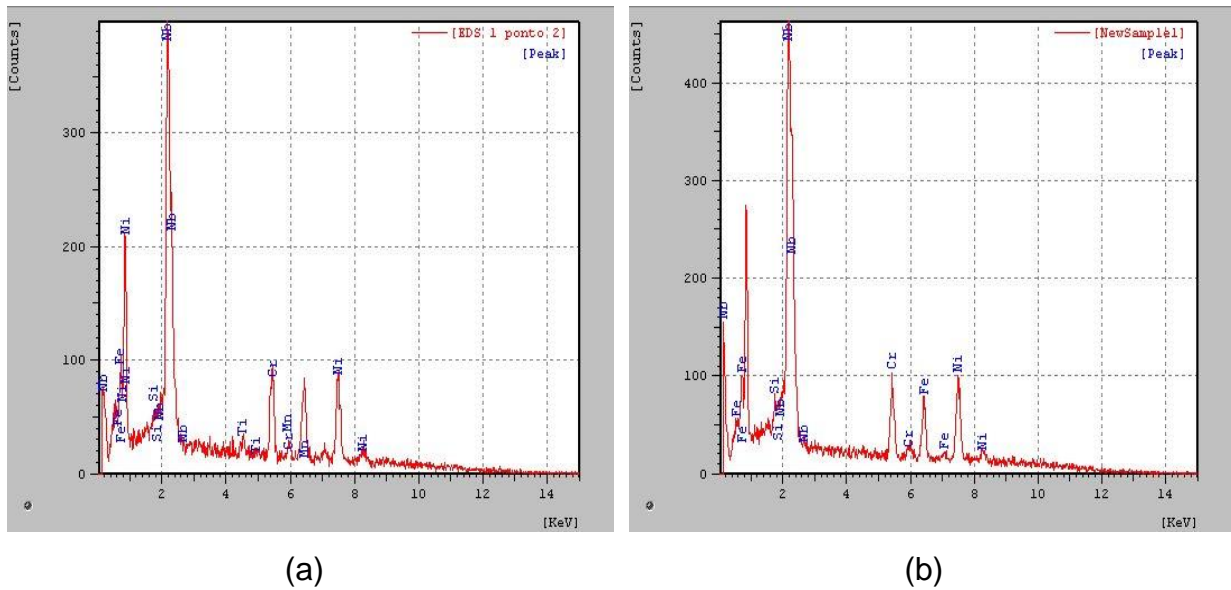 [Counts]
[EDS 1 ponto 2]
[Peak]
300
200
100
0
2
4
6
8
10
12
14
[KeV]
Nb
Nb
Ni
Fe
Ni
Ni
Fe
Fe
Nb
Si
Nb
Si
Nb
Ti
Ti
Cr
Cr
Mn
Mn
Ni
Ni
(a)
[Counts]
[NewSample1]
[Peak]
400
300
200
100
0
2
4
6
8
10
12
14
[KeV]
Nb
Nb
Nb
Fe
Fe
Fe
Si
Nb
Si
Nb
Cr
Cr
Fe
Fe
Ni
Ni
(b)